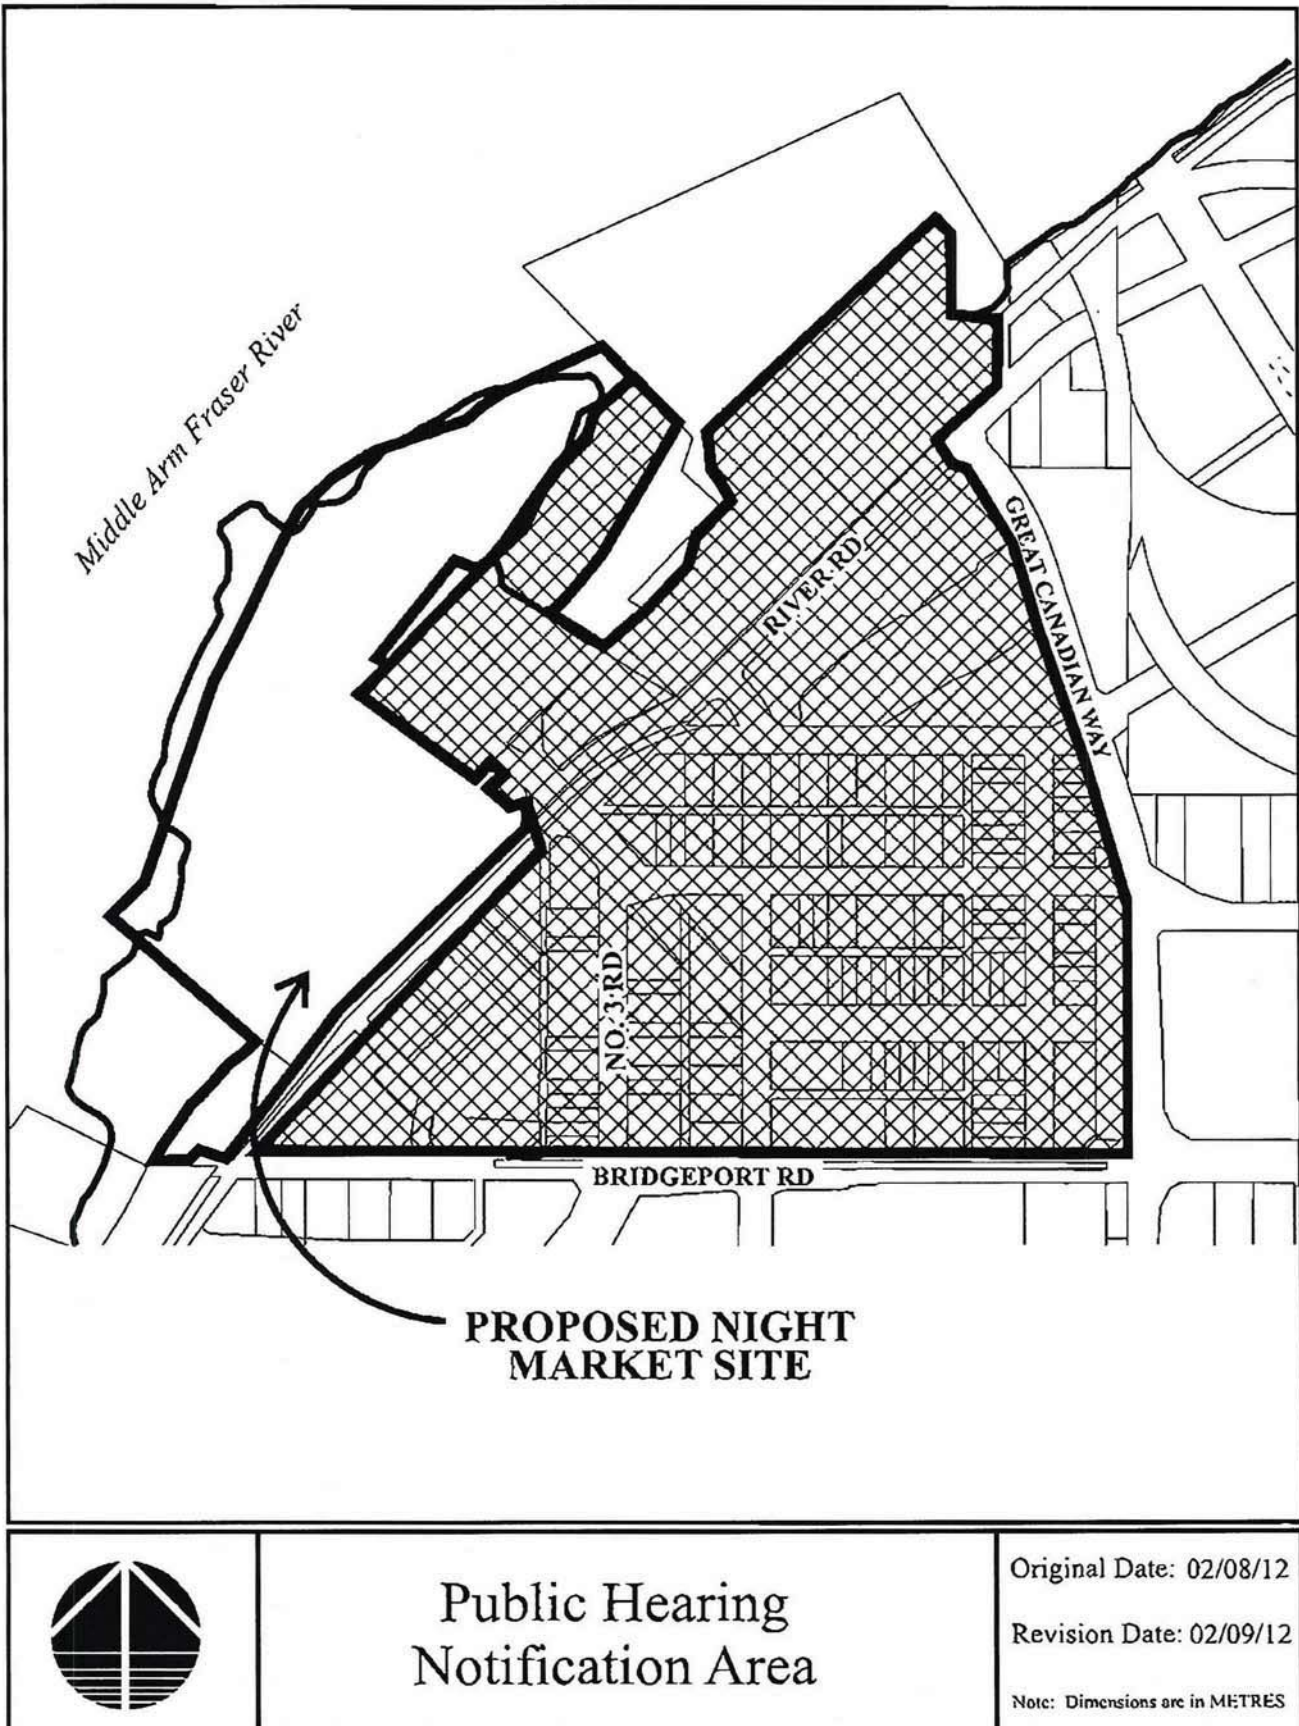 Middle Arm Fraser River
RIVER RD
GREAT CANADIAN WAY
NO. 3 RD
BRIDGEPORT RD
PROPOSED NIGHT
MARKET SITE
Public Hearing
Notification Area
Original Date: 02/08/12
Revision Date: 02/09/12
Note: Dimensions are in METRES